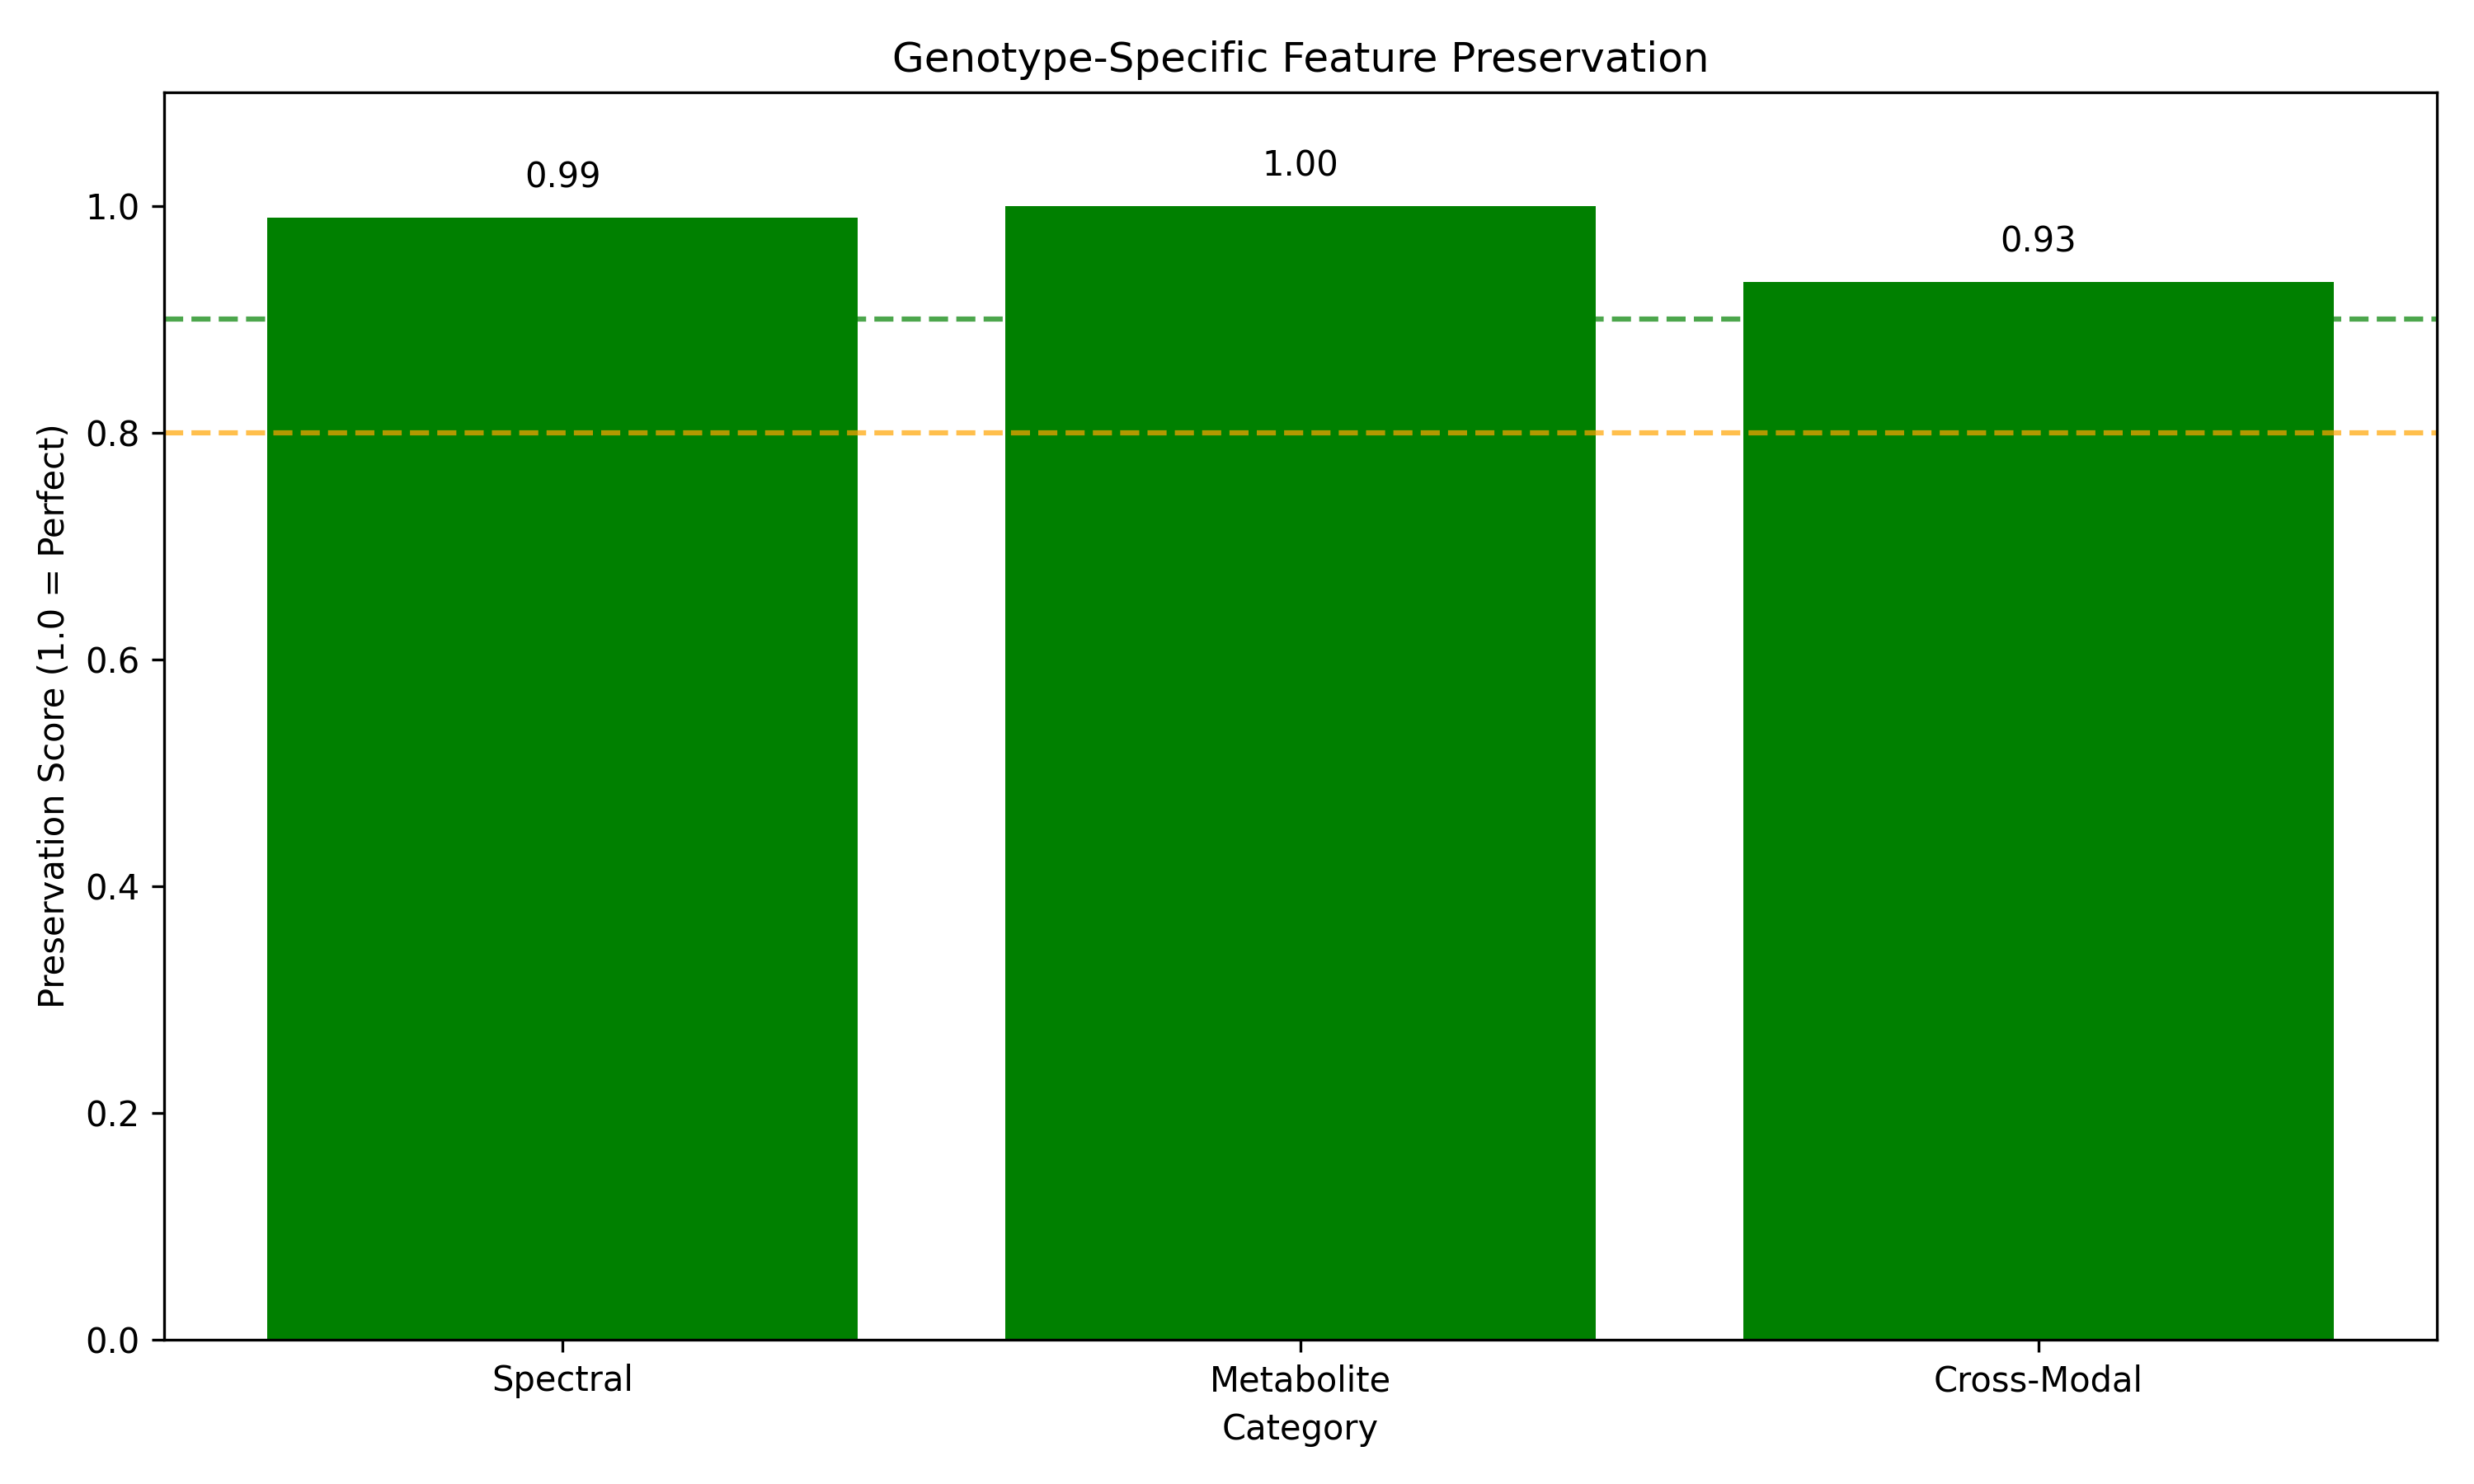 Genotype-Specific Feature Preservation
Preservation Score (1.0 = Perfect)
1.0
0.8
0.6
0.4
0.2
0.0
0.99
1.00
0.93
Spectral
Metabolite
Cross-Modal
Category